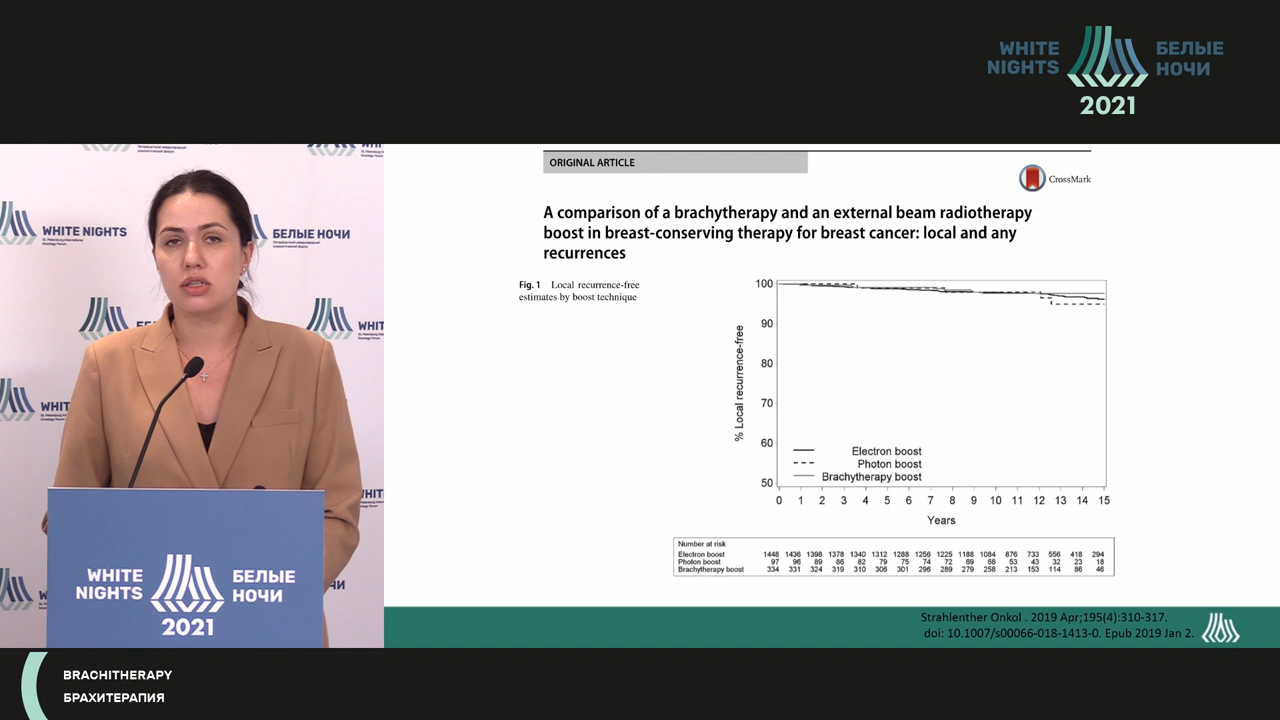 WHITE
NIGHTS
БЕЛЫЕ
НОЧИ
2021
WHITE NIGHTS
БЕЛЫЕ НОЧИ
WHITE
NIGHTS
БЕЛЫЕ
НОЧИ
2021
ORIGINAL ARTICLE
CrossMark
A comparison of a brachytherapy and an external beam radiotherapy
boost in breast-conserving therapy for breast cancer: local and any
recurrences
Fig. 1 Local recurrence-free
estimates by boost technique
% Local recurrence-free
100
90
80
70
60
50
Electron boost
Photon boost
Brachytherapy boost
0 1 2 3 4 5 6 7 8 9 10 11 12 13 14 15
Years
Number at risk
Electron boost 1448 1436 1398 1378 1340 1312 1288 1256 1225 1188 1084 876 733 556 418 294
Photon boost 97 96 89 86 82 79 75 74 72 69 68 53 43 32 23 18
Brachytherapy boost 334 331 324 319 310 306 301 296 289 279 258 213 153 114 86 46
Strahlenther Onkol . 2019 Apr;195(4):310-317.
doi: 10.1007/s00066-018-1413-0. Epub 2019 Jan 2.
BRACHITHERAPY
БРАХИТЕРАПИЯ